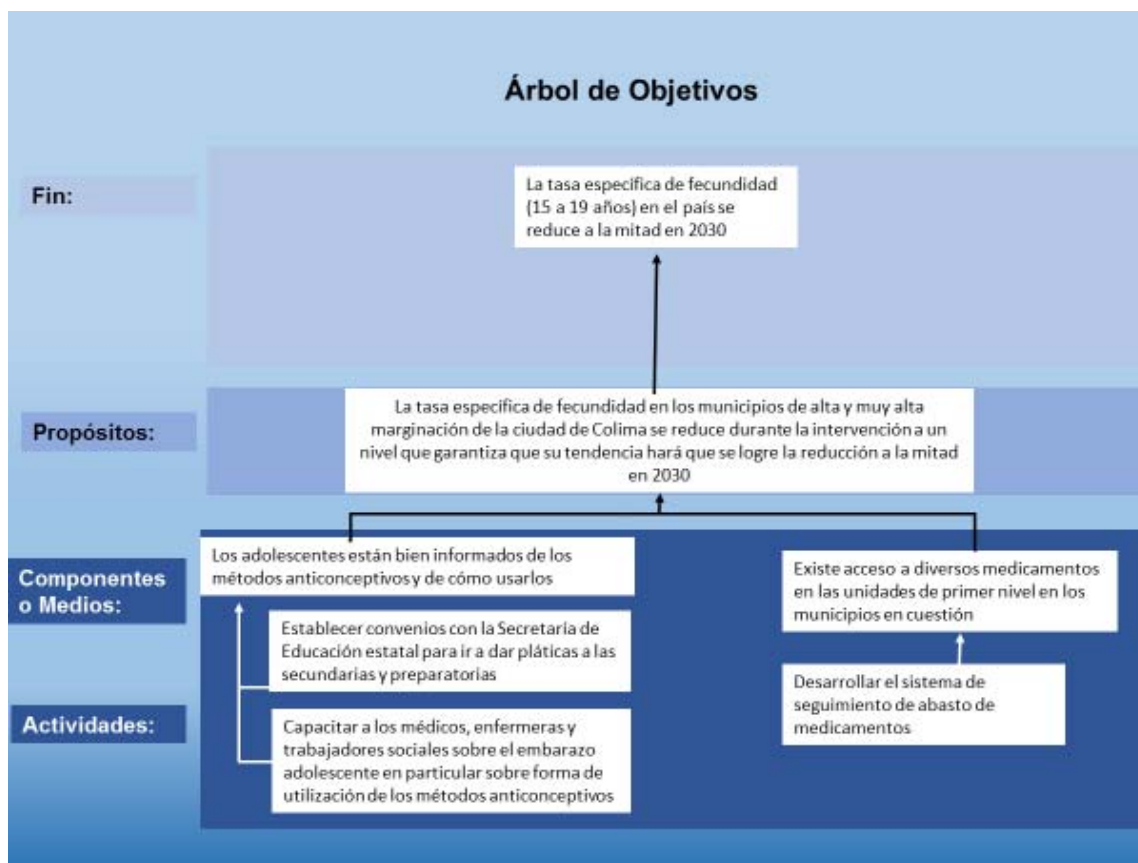 Árbol de Objetivos
Fin:
La tasa específica de fecundidad
(15 a 19 años) en el país se
reduce a la mitad en 2030
Propósitos:
La tasa específica de fecundidad en los municipios de alta y muy alta
marginación de la ciudad de Colima se reduce durante la intervención a un
nivel que garantiza que su tendencia hará que se logre la reducción a la mitad
en 2030
Componentes
o Medios:
Los adolescentes están bien informados de los
métodos anticonceptivos y de cómo usarlos
Existe acceso a diversos medicamentos
en las unidades de primer nivel en los
municipios en cuestión
Actividades:
Establecer convenios con la Secretaría de
Educación estatal para ir a dar pláticas a las
secundarias y preparatorias
Capacitar a los médicos, enfermeras y
trabajadores sociales sobre el embarazo
adolescente en particular sobre forma de
utilización de los métodos anticonceptivos
Desarrollar el sistema de
seguimiento de abasto de
medicamentos